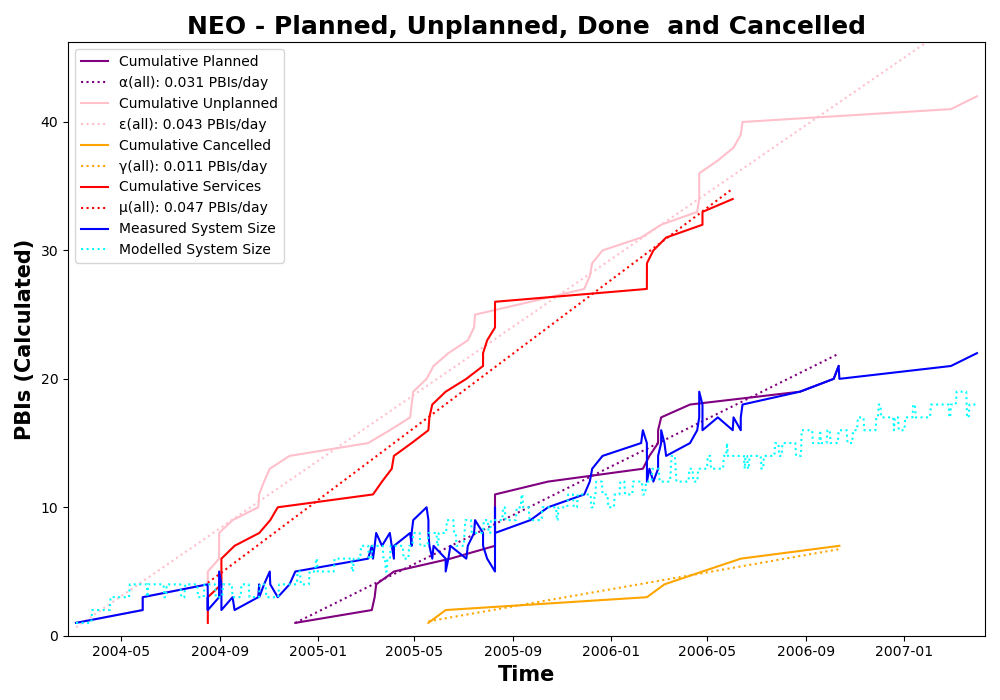 NEO - Planned, Unplanned, Done  and Cancelled
Cumulative Planned
α(all): 0.031 PBIs/day
Cumulative Unplanned
ε(all): 0.043 PBIs/day
Cumulative Cancelled
γ(all): 0.011 PBIs/day
Cumulative Services
μ(all): 0.047 PBIs/day
Measured System Size
Modelled System Size
PBIs (Calculated)
40
30
20
10
0
2004-05 2004-09 2005-01 2005-05 2005-09 2006-01 2006-05 2006-09 2007-01
Time